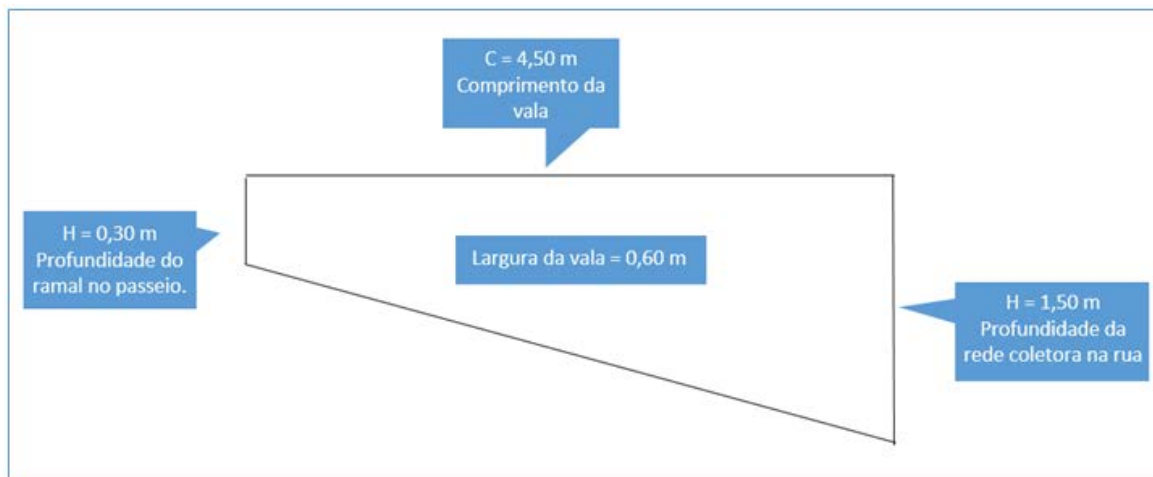 C = 4,50 m
Comprimento da
vala
H = 0,30 m
Profundidade do
ramal no passeio.
Largura da vala = 0,60 m
H = 1,50 m
Profundidade da
rede coletora na rua